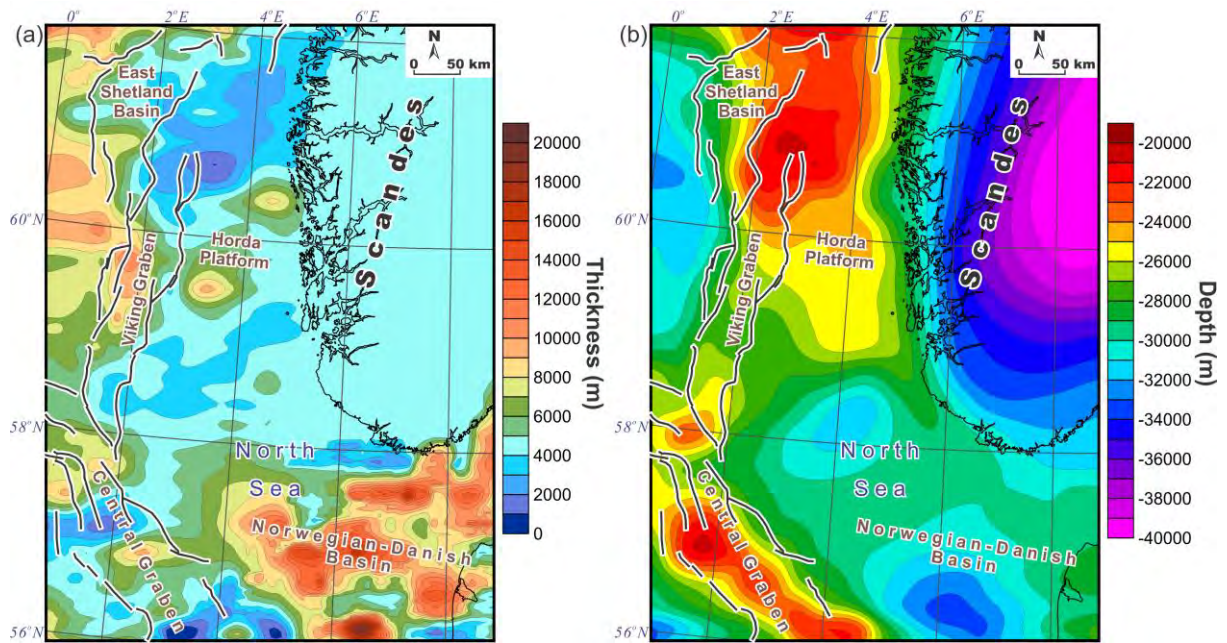 0° 2°E 4°E 6°E
(a)
N
0 50 km
East
Shetland
Basin
Scandes
60°N
Horda
Platform
Viking Graben
58°N
North
Sea
Central Graben
Norwegian-Danish
Basin
56°N
20000
18000
16000
14000
12000
10000
8000
6000
4000
2000
0
Thickness (m)
0° 2°E 4°E 6°E
(b)
N
0 50 km
East
Shetland
Basin
Scandes
60°N
Horda
Platform
Viking Graben
58°N
North
Sea
Central Graben
Norwegian-Danish
Basin
56°N
-20000
-22000
-24000
-26000
-28000
-30000
-32000
-34000
-36000
-38000
-40000
Depth (m)